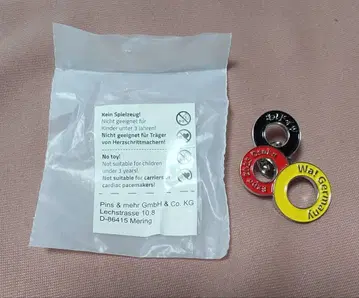 Kein Spielzeug!
Nicht geeignet für
Kinder unter 3 Jahren!
Nicht geeignet für Träger
von Herzschrittmachern!
No toy!
Not suitable for children
under 3 years!
Not suitable for carriers
cardiac pacemakers!
Pins & mehr GmbH & Co. KG
Lechstrasse 10,8
D-86415 Mering
Wa! Germany